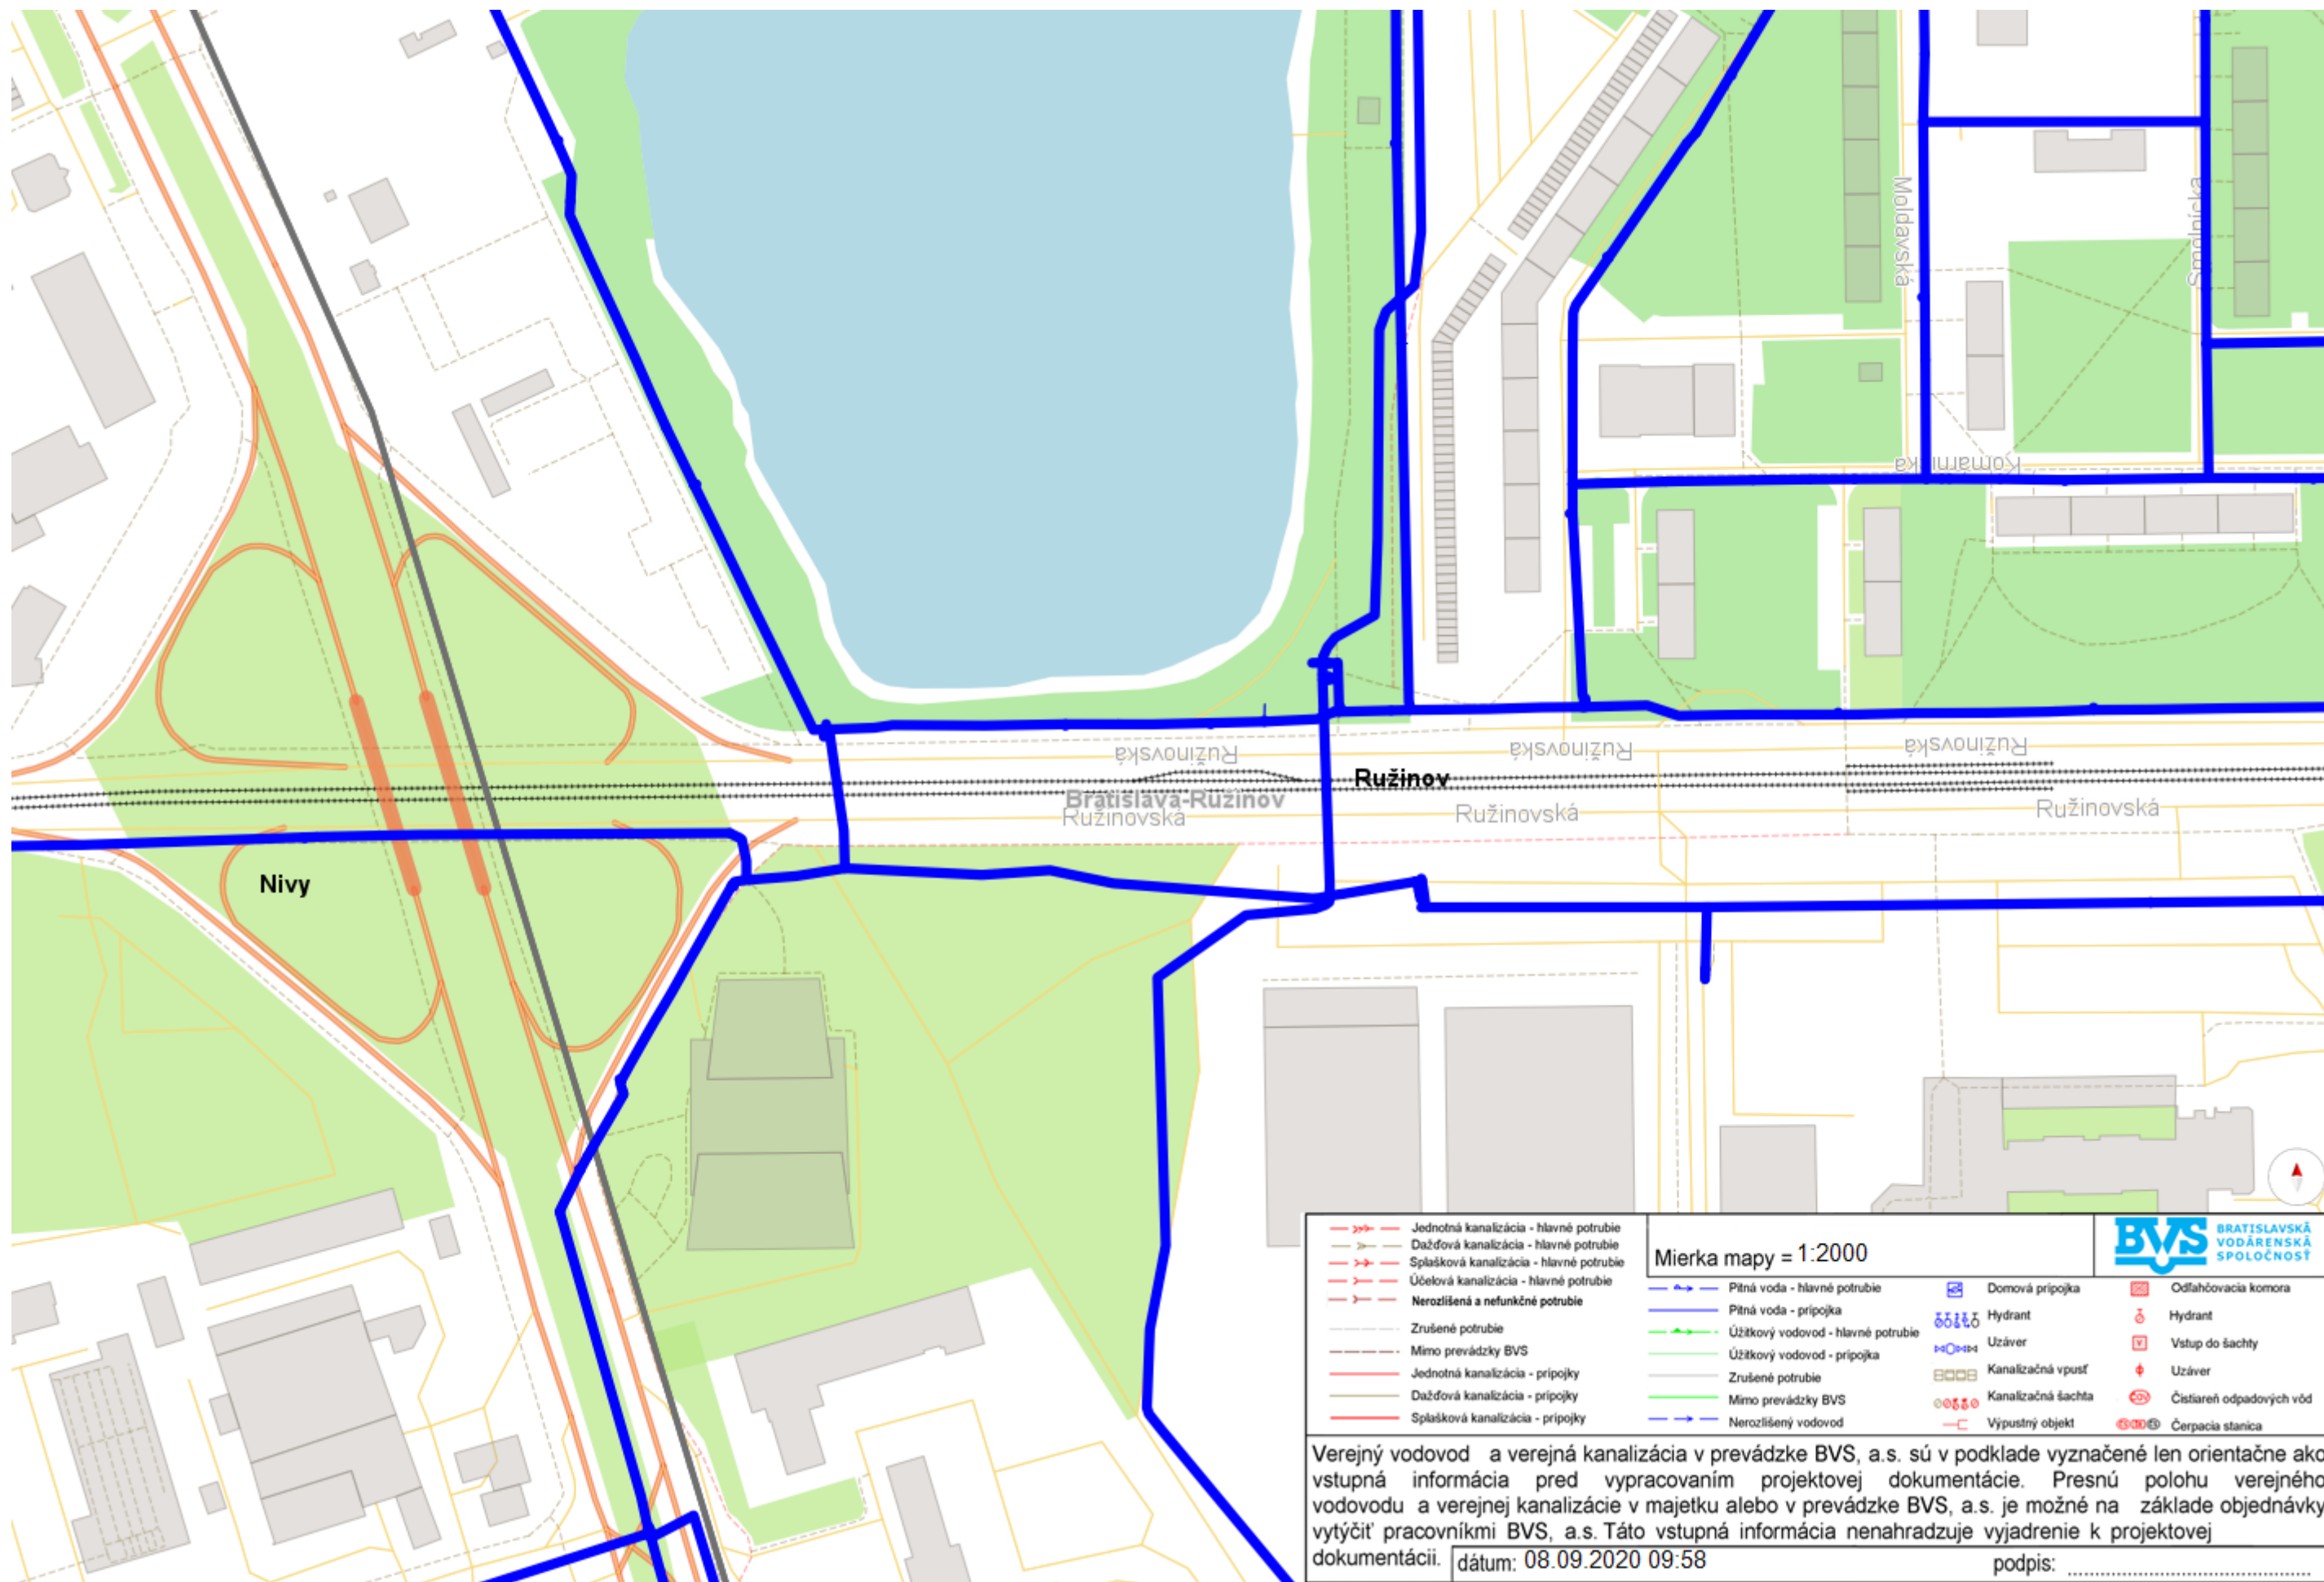 Moldavská
Smolnícka
Komárnická
Ružinovská
Ružinovská
Ružinovská
Ružinov
Bratislava-Ružinov
Ružinovská
Ružinovská
Ružinovská
Nivy
Jednotná kanalizácia - hlavné potrubie
Dažďová kanalizácia - hlavné potrubie
Splašková kanalizácia - hlavné potrubie
Účelová kanalizácia - hlavné potrubie
Nerozlíšená a nefunkčné potrubie
Zrušené potrubie
Mimo prevádzky BVS
Jednotná kanalizácia - prípojky
Dažďová kanalizácia - prípojky
Splašková kanalizácia - prípojky
Mierka mapy = 1:2000
BVS
BRATISLAVSKÁ
VODÁRENSKÁ
SPOLOČNOSŤ
Pitná voda - hlavné potrubie
Pitná voda - prípojka
Úžitkový vodovod - hlavné potrubie
Úžitkový vodovod - prípojka
Zrušené potrubie
Mimo prevádzky BVS
Nerozlíšený vodovod
Domová prípojka
Hydrant
Uzáver
Kanalizačná vpusť
Kanalizačná šachta
Výpustný objekt
Odľahčovacia komora
Hydrant
Vstup do šachty
Uzáver
Čistiareň odpadových vôd
Čerpacia stanica
Verejný vodovod a verejná kanalizácia v prevádzke BVS, a.s. sú v podklade vyznačené len orientačne ako
vstupná informácia pred vypracovaním projektovej dokumentácie. Presnú polohu verejného
vodovodu a verejnej kanalizácie v majetku alebo v prevádzke BVS, a.s. je možné na základe objednávky
vytýčiť pracovníkmi BVS, a.s. Táto vstupná informácia nenahradzuje vyjadrenie k projektovej
dokumentácii.
dátum: 08.09.2020 09:58
podpis: ........................................